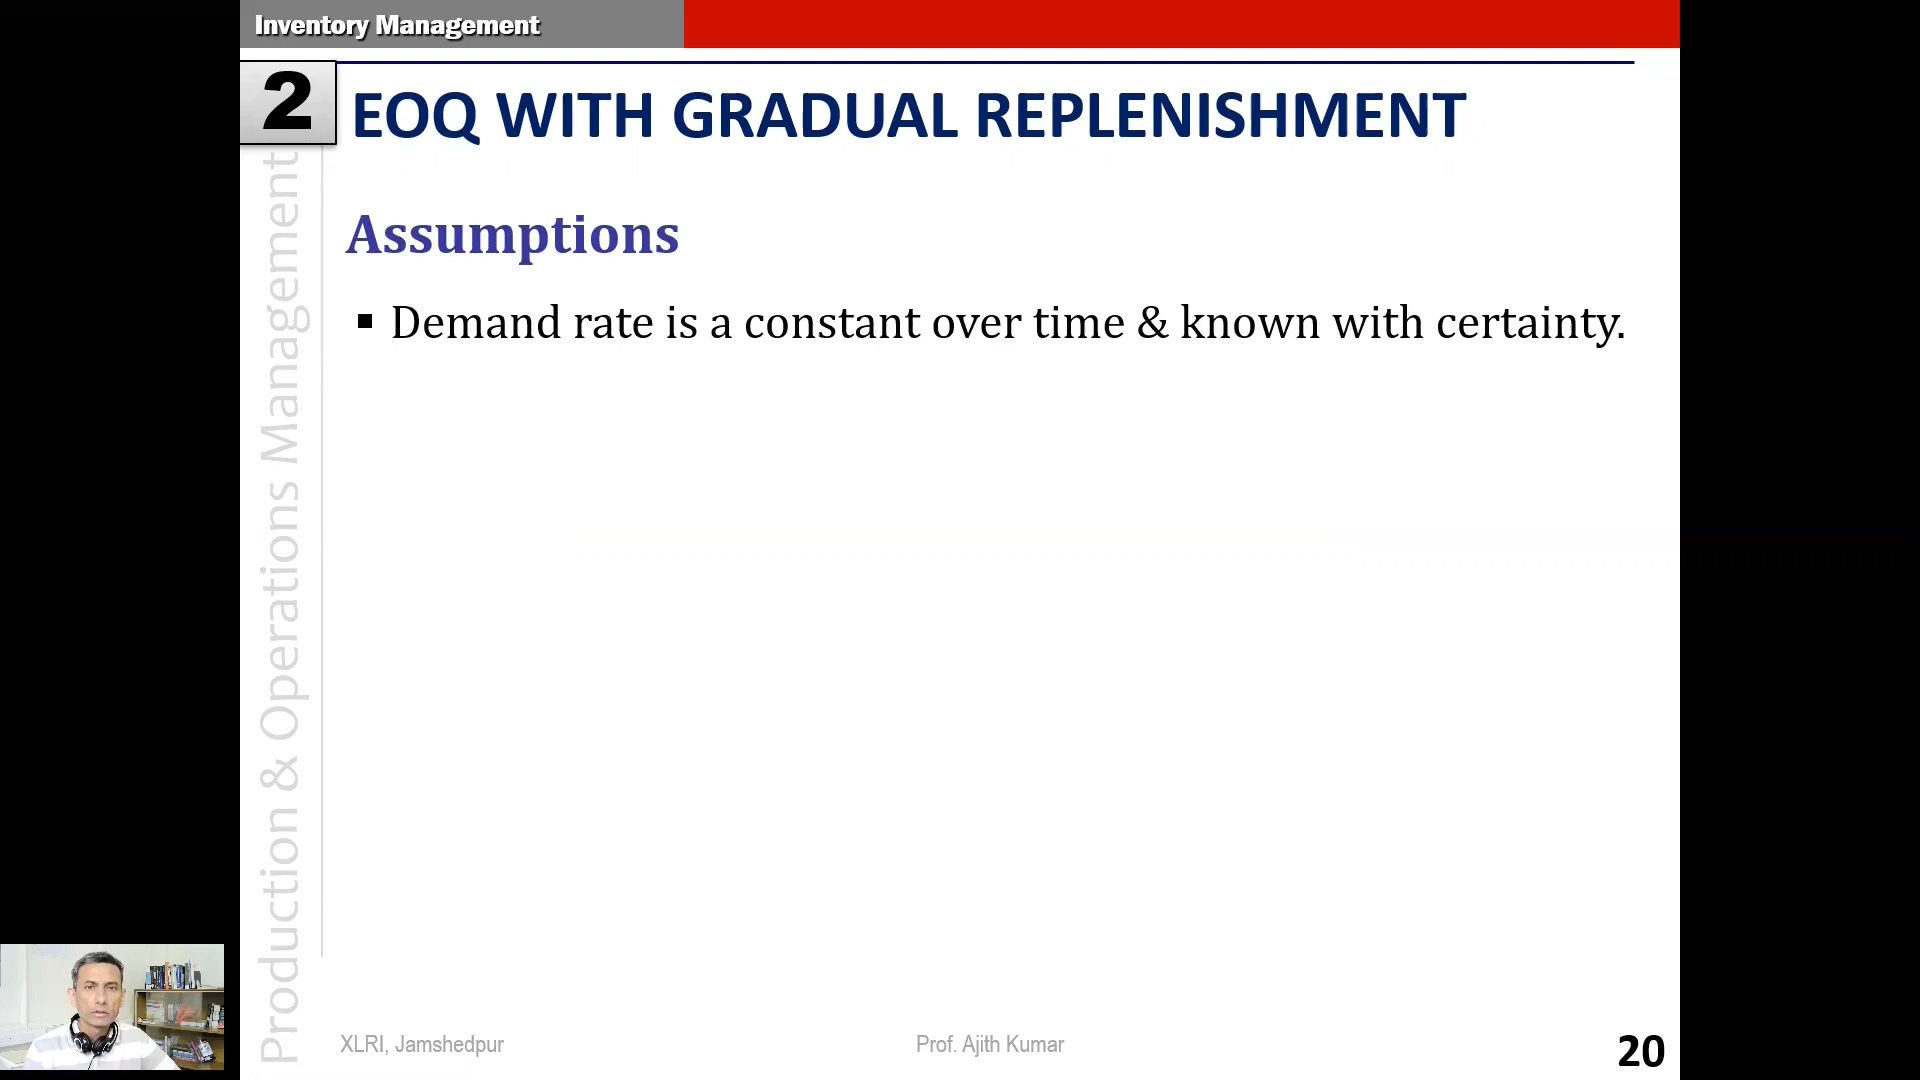 Inventory Management
2
EOQ WITH GRADUAL REPLENISHMENT
Production & Operations Management
Assumptions
▪ Demand rate is a constant over time & known with certainty.
XLRI, Jamshedpur
Prof. Ajith Kumar
20